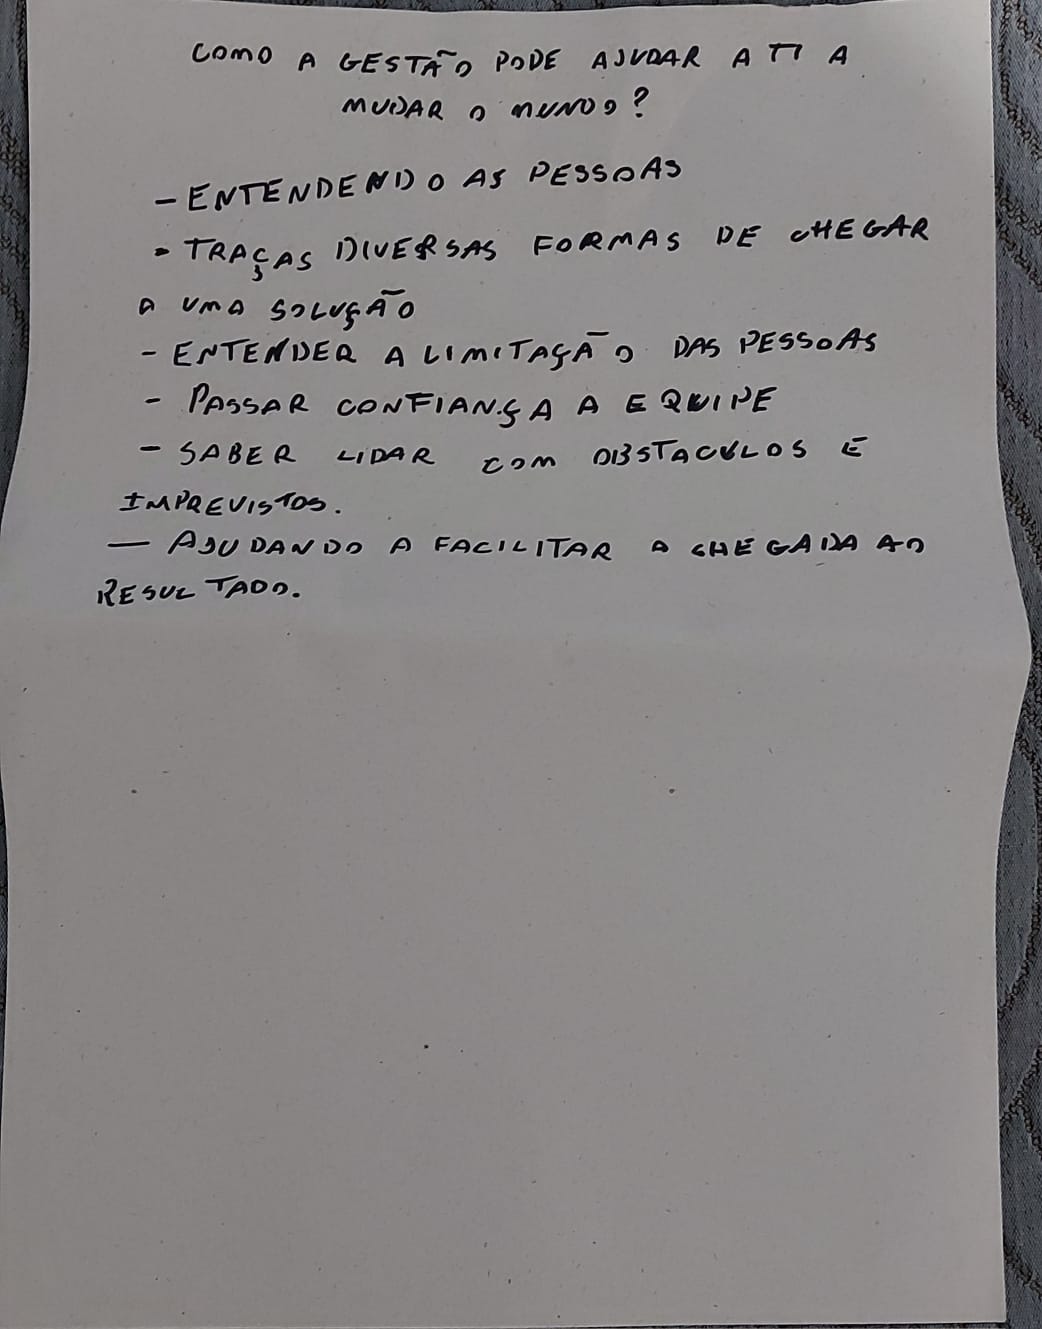 COMO A GESTÃO PODE AJUDAR A TI A
MUDAR O MUNDO?
- ENTENDENDO AS PESSOAS
- TRAÇAS DIVERSAS FORMAS DE CHEGAR
A UMA SOLUÇÃO
- ENTENDER A LIMITAÇÃO DAS PESSOAS
- PASSAR CONFIANÇA A EQUIPE
- SABER LIDAR COM OBSTACULOS E
IMPREVISTOS.
- AJUDANDO A FACILITAR A CHEGADA AO
RESULTADO.